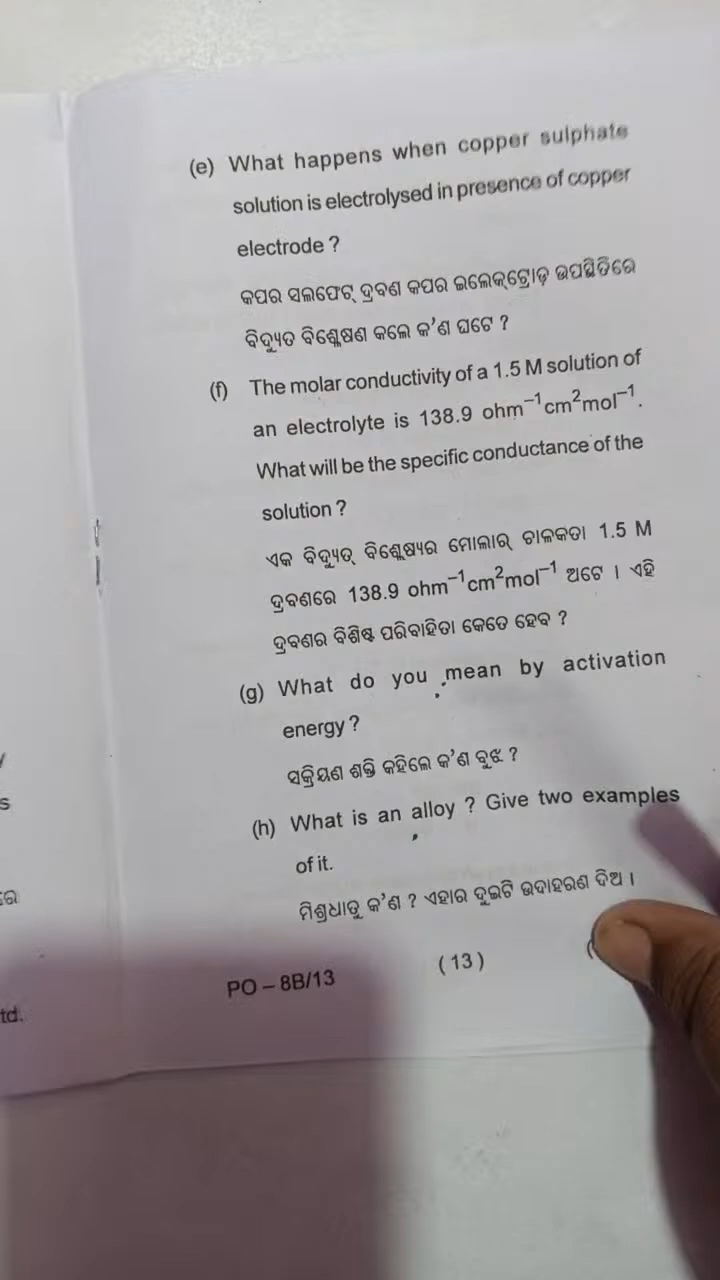 (e) What happens when copper sulphate
solution is electrolysed in presence of copper
electrode ?
କପର ସଲଫେଟ୍ ଦ୍ରବଣ କପର ଇଲେକ୍ଟ୍ରୋଡ଼ ଉପସ୍ଥିତିରେ
ବିଦ୍ୟୁତ ବିଶ୍ଳେଷଣ କଲେ କ'ଣ ଘଟେ ?
(f) The molar conductivity of a 1.5 M solution of
an electrolyte is 138.9 ohm⁻¹cm²mol⁻¹.
What will be the specific conductance of the
solution ?
ଏକ ବିଦ୍ୟୁତ୍ ବିଶ୍ଳେଷ୍ୟର ମୋଲାର୍ ଚାଳକତା 1.5 M
ଦ୍ରବଣରେ 138.9 ohm⁻¹cm²mol⁻¹ ଅଟେ । ଏହି
ଦ୍ରବଣର ବିଶିଷ୍ଟ ପରିବାହିତା କେତେ ହେବ ?
(g) What do you mean by activation
energy ?
ସକ୍ରିୟଣ ଶକ୍ତି କହିଲେ କ'ଣ ବୁଝ ?
(h) What is an alloy ? Give two examples
of it.
ମିଶ୍ରଧାତୁ କ'ଣ ? ଏହାର ଦୁଇଟି ଉଦାହରଣ ଦିଅ ।
PO – 8B/13
(13)
td.